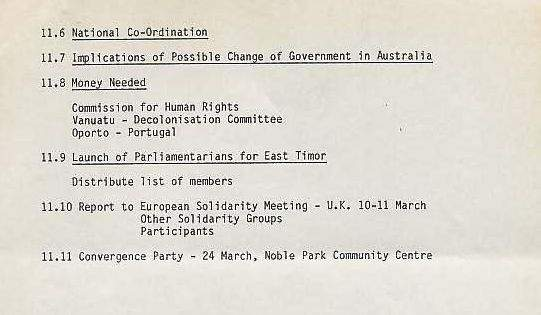 11.6 National Co-Ordination
11.7 Implications of Possible Change of Government in Australia
11.8 Money Needed
Commission for Human Rights
Vanuatu - Decolonisation Committee
Oporto - Portugal
11.9 Launch of Parliamentarians for East Timor
Distribute list of members
11.10 Report to European Solidarity Meeting - U.K. 10-11 March
Other Solidarity Groups
Participants
11.11 Convergence Party - 24 March, Noble Park Community Centre